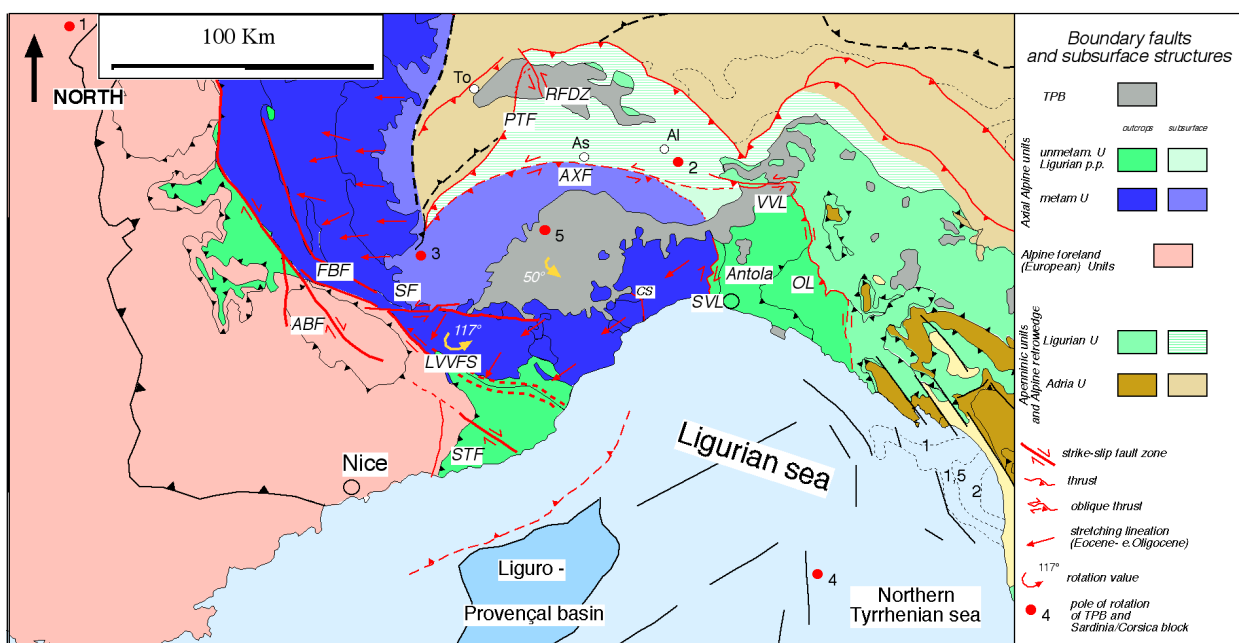 1
100 Km
NORTH
To
RFDZ
PTF
As
Al
2
AXF
VVL
5
3
50°
FBF
SF
CS
Antola
OL
SVL
ABF
117°
LVVFS
Ligurian sea
STF
Nice
1
1,5
2
Liguro -
Provençal basin
4
Northern
Tyrrhenian sea
Boundary faults
and subsurface structures
TPB
outcrops
subsurface
Axial Alpine units
unmetam. U
Ligurian p.p.
metam U
Alpine foreland
(European) Units
Apenninic units
and Alpine retrowedge
Ligurian U
Adria U
strike-slip fault zone
thrust
oblique thrust
stretching lineation
(Eocene- e.Oligocene)
117°
rotation value
4
pole of rotation
of TPB and
Sardinia/Corsica block